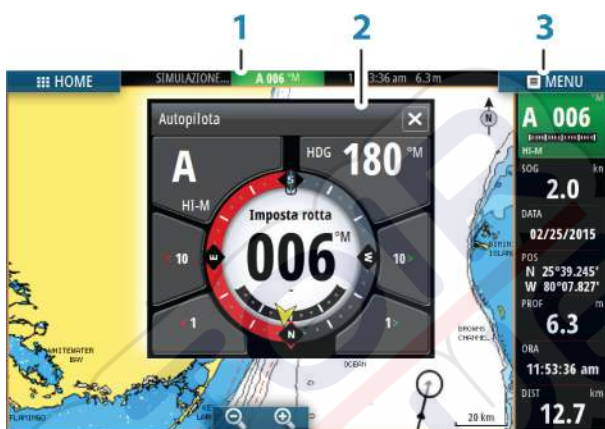 1 2 3
HOME SIMULAZIONE... A 006 °M 6.3 m MENU
Autopilota X
A
HI-M
HDG 180 °M
S
Imposta rotta
006 °M
E W
N
< 10 10 >
< 1 1 >
N
°M
A 006
HI-M
SOG kn
2.0
DATA
02/25/2015
POS
N 25°39.245'
W 80°07.827'
PROF m
6.3
ORA
11:53:36 am
DIST km
12.7
WHITEWATER
BAY
FLAMINGO
OCEAN
BROWNS
CHANNEL
20 km